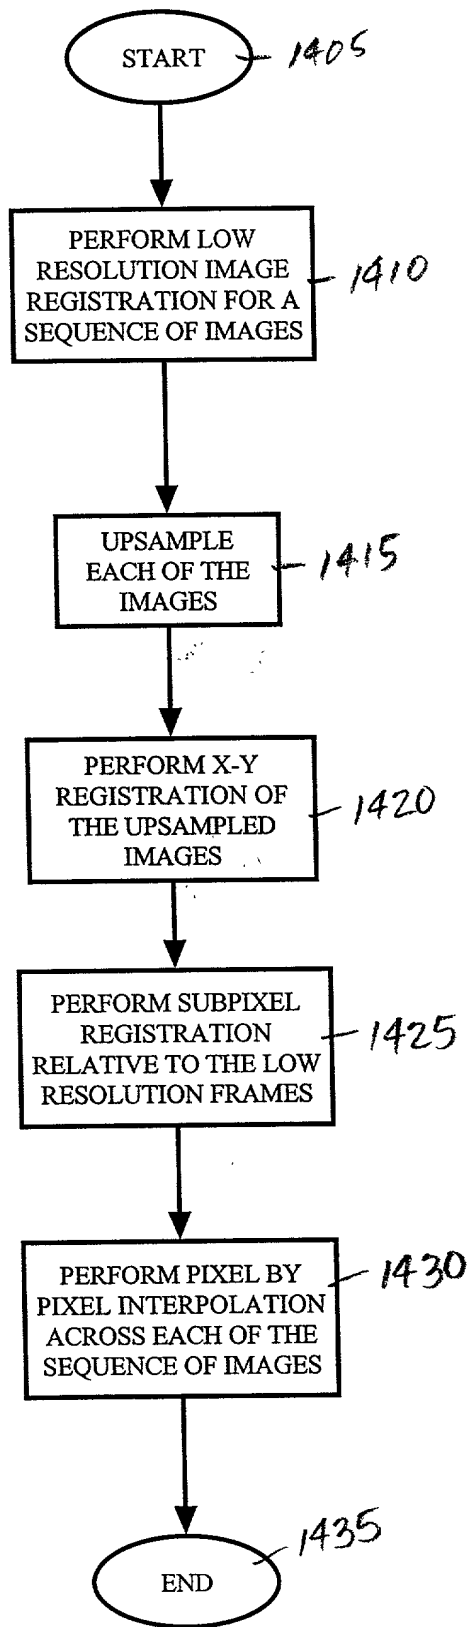 START
1405
PERFORM LOW
RESOLUTION IMAGE
REGISTRATION FOR A
SEQUENCE OF IMAGES
1410
UPSAMPLE
EACH OF THE
IMAGES
1415
PERFORM X-Y
REGISTRATION OF
THE UPSAMPLED
IMAGES
1420
PERFORM SUBPIXEL
REGISTRATION
RELATIVE TO THE LOW
RESOLUTION FRAMES
1425
PERFORM PIXEL BY
PIXEL INTERPOLATION
ACROSS EACH OF THE
SEQUENCE OF IMAGES
1430
END
1435